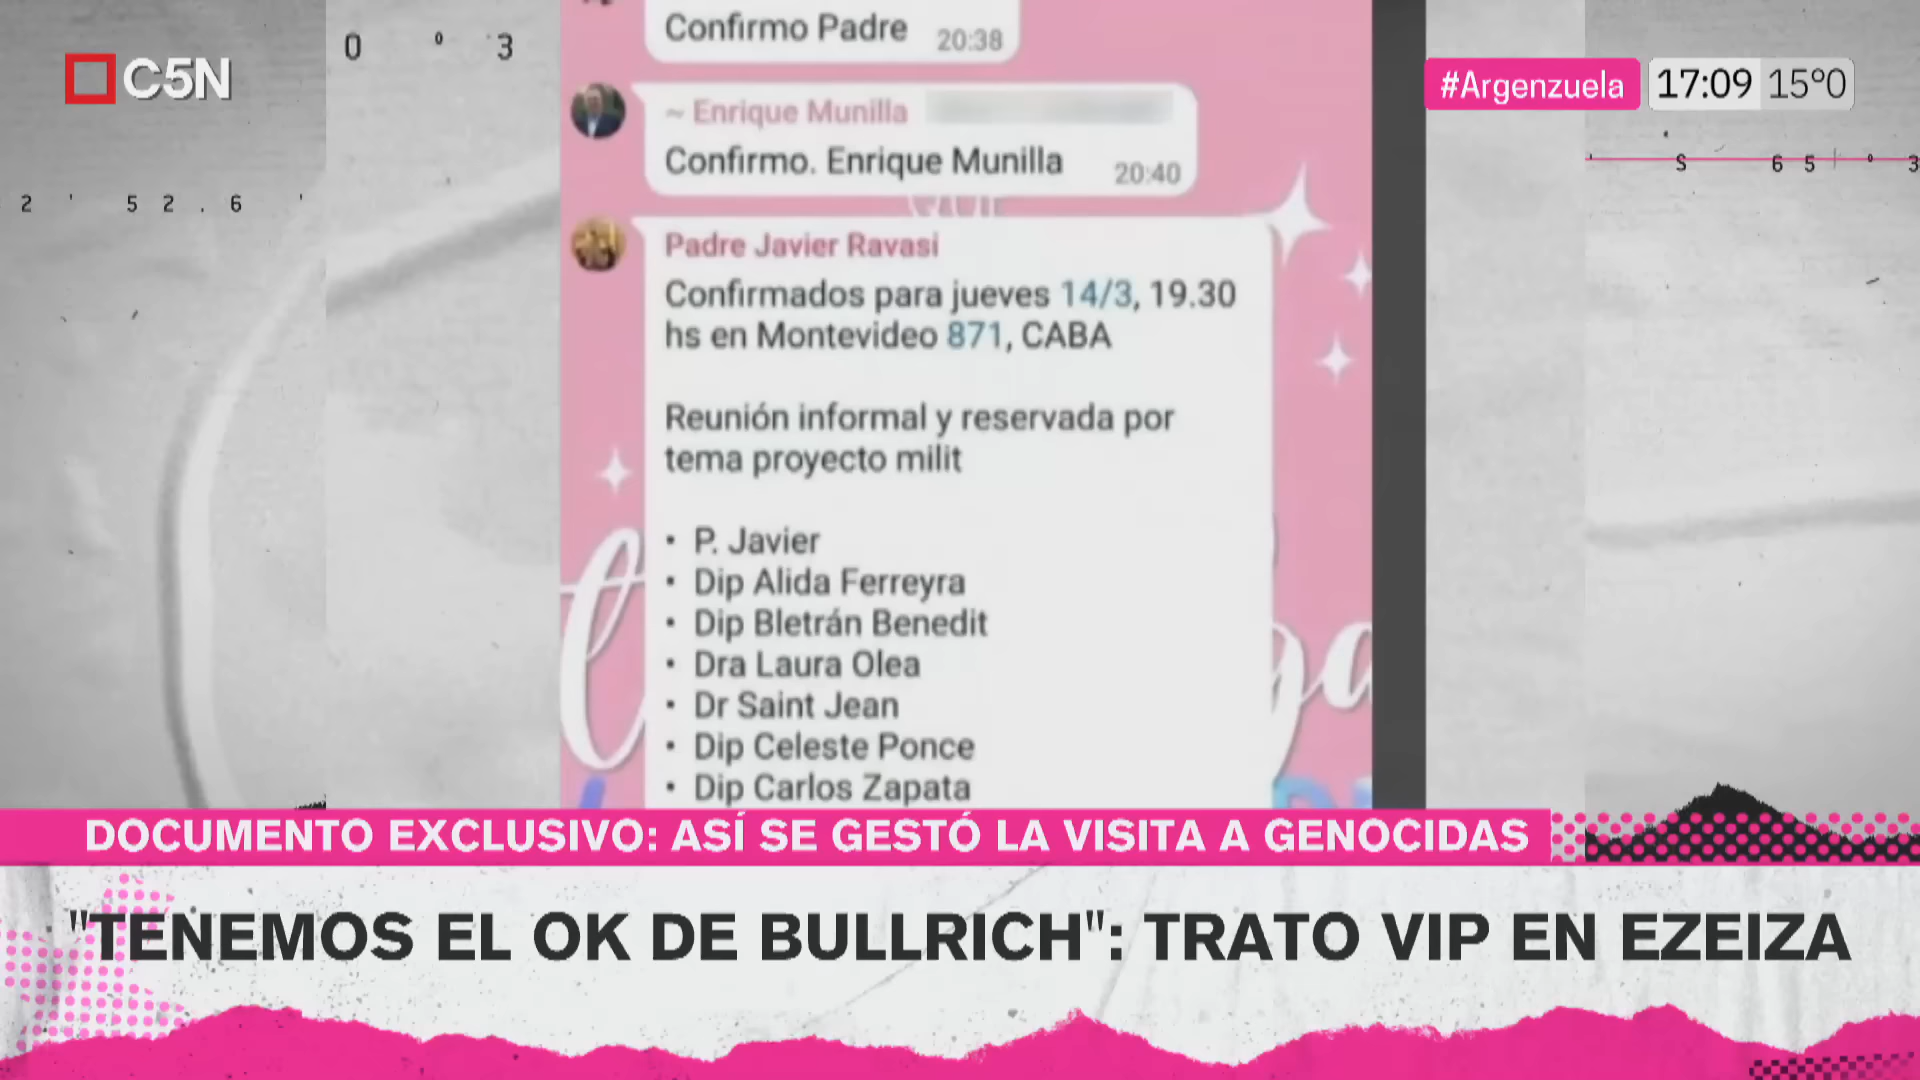 C5N
0 º 3
#Argenzuela
17:09 15º0
2 ' 5 2 . 6 '
S 6 5 º 3
Confirmo Padre 20:38
~ Enrique Munilla
Confirmo. Enrique Munilla 20:40
Padre Javier Ravasi
Confirmados para jueves 14/3, 19.30
hs en Montevideo 871, CABA
Reunión informal y reservada por
tema proyecto milit
• P. Javier
• Dip Alida Ferreyra
• Dip Bletrán Benedit
• Dra Laura Olea
• Dr Saint Jean
• Dip Celeste Ponce
• Dip Carlos Zapata
DOCUMENTO EXCLUSIVO: ASÍ SE GESTÓ LA VISITA A GENOCIDAS
"TENEMOS EL OK DE BULLRICH": TRATO VIP EN EZEIZA